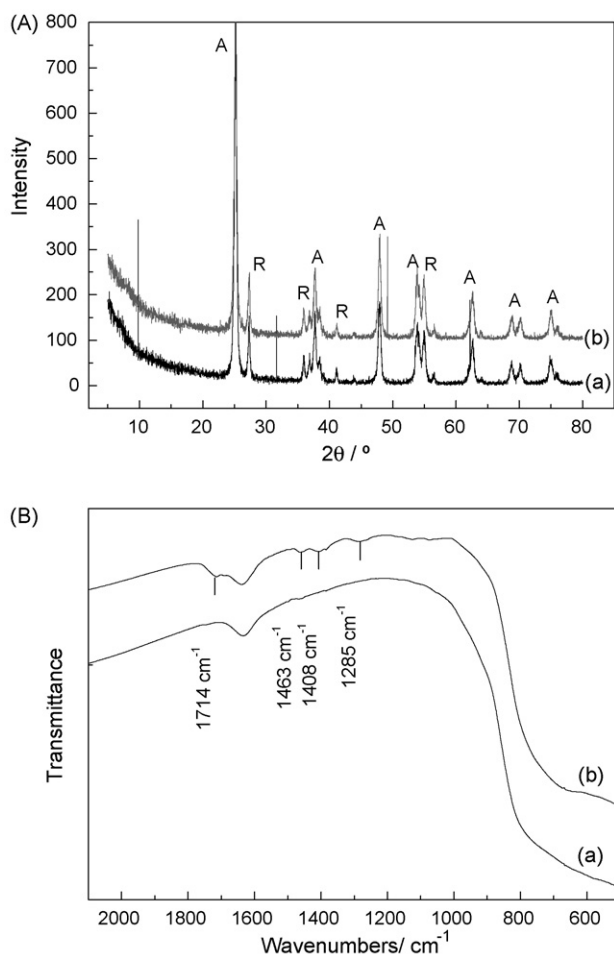 (A)
800
700
600
500
400
300
200
100
0
Intensity
A
R
R
A
R
A
A
R
A
A
A
(b)
(a)
0 10 20 30 40 50 60 70 80
2θ / º
(B)
Transmittance
1714 cm⁻¹
1463 cm⁻¹
1408 cm⁻¹
1285 cm⁻¹
(b)
(a)
2000 1800 1600 1400 1200 1000 800 600
Wavenumbers/ cm⁻¹